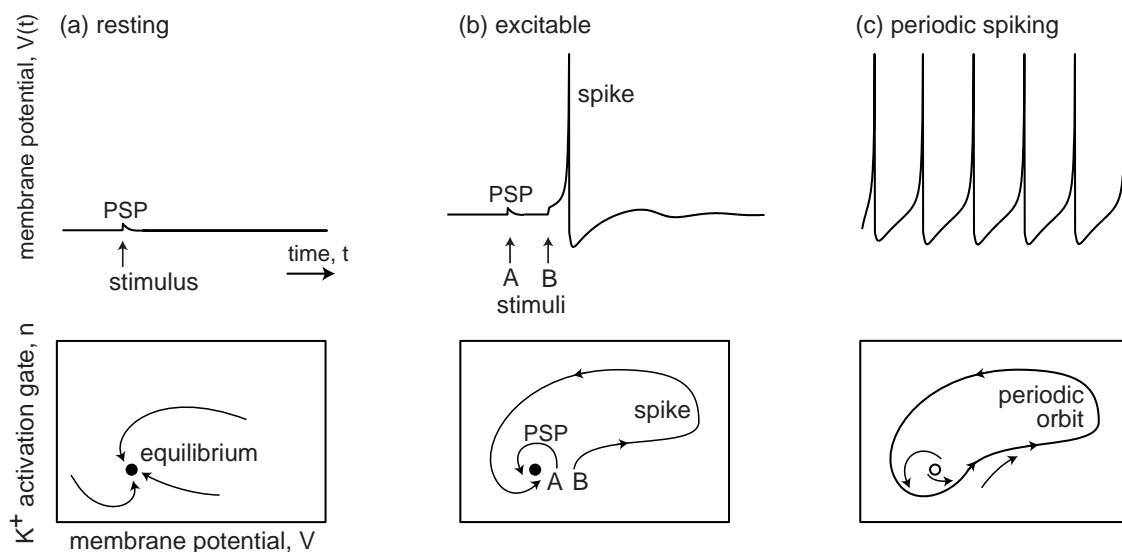 (a) resting
(b) excitable
(c) periodic spiking
membrane potential, V(t)
PSP
stimulus
time, t
spike
PSP
A B
stimuli
K+ activation gate, n
equilibrium
membrane potential, V
spike
PSP
A B
periodic
orbit